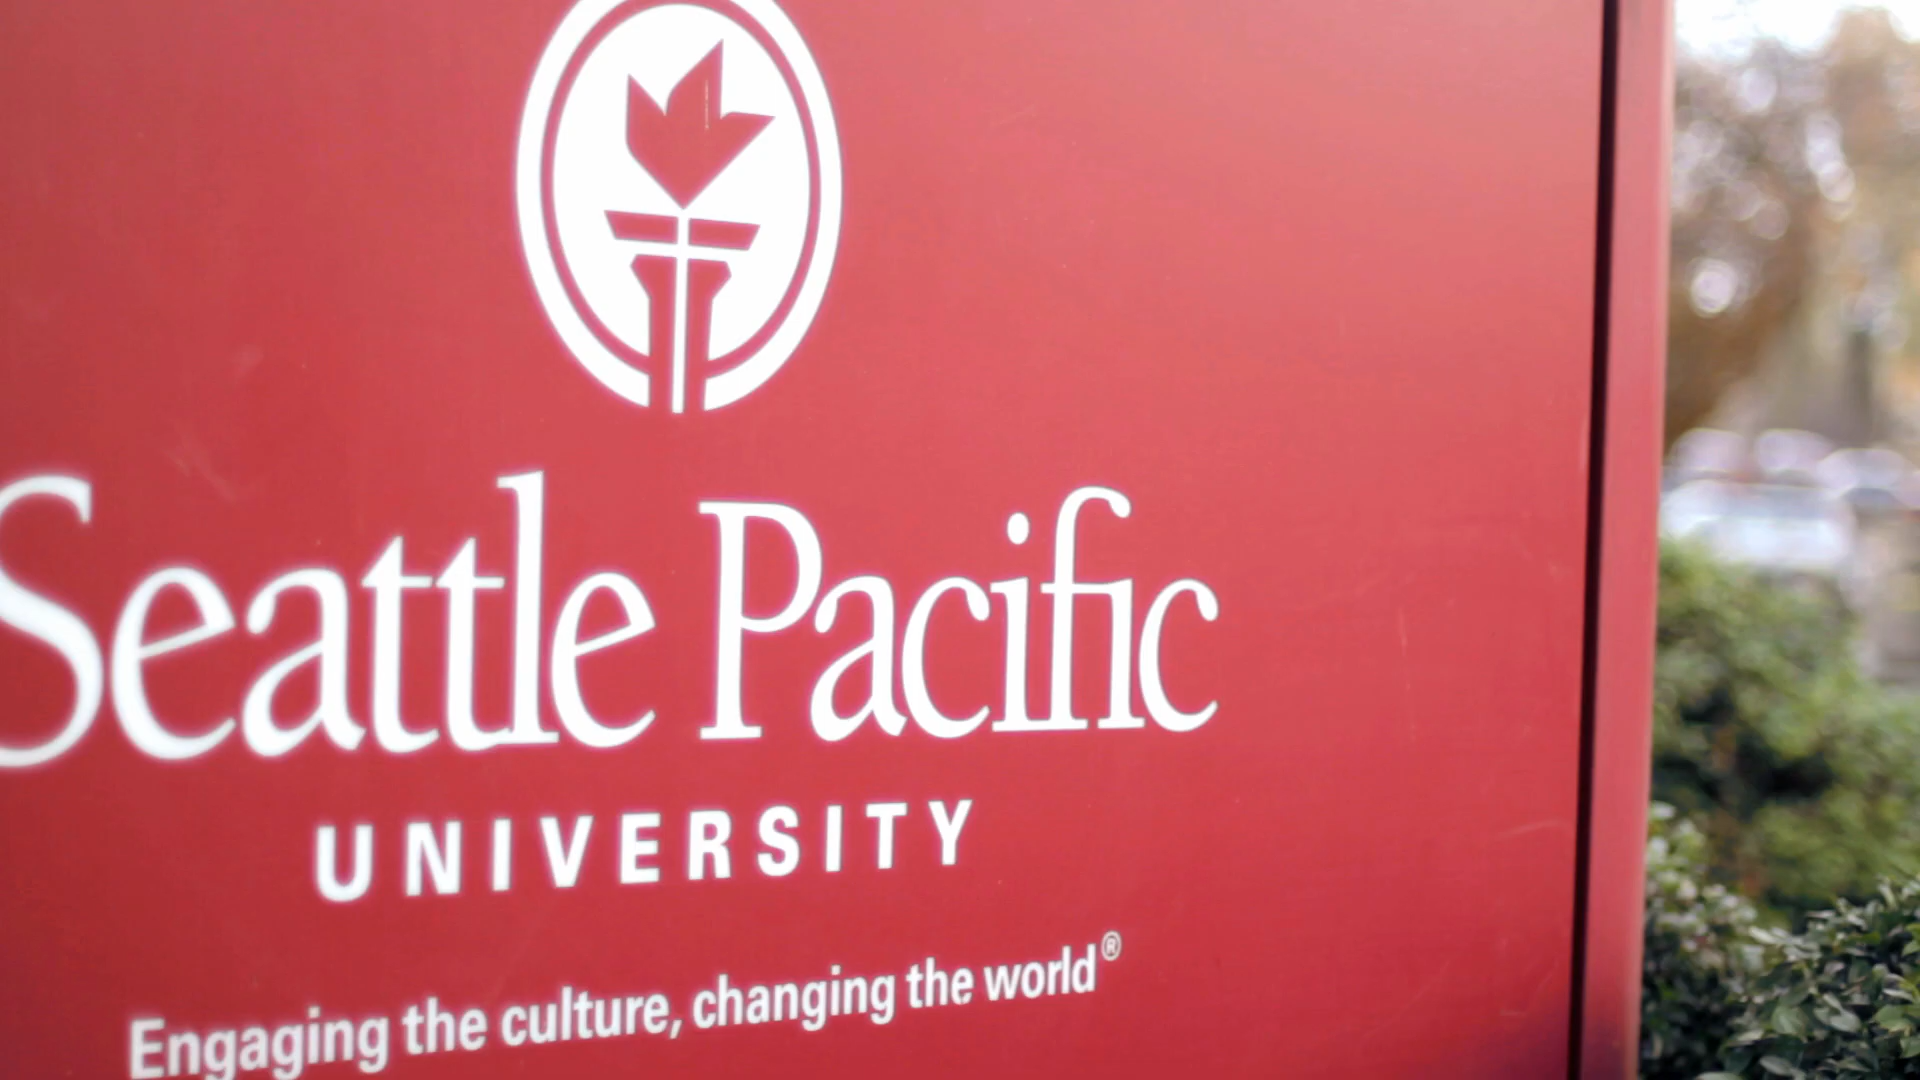 Seattle Pacific
UNIVERSITY
Engaging the culture, changing the world®